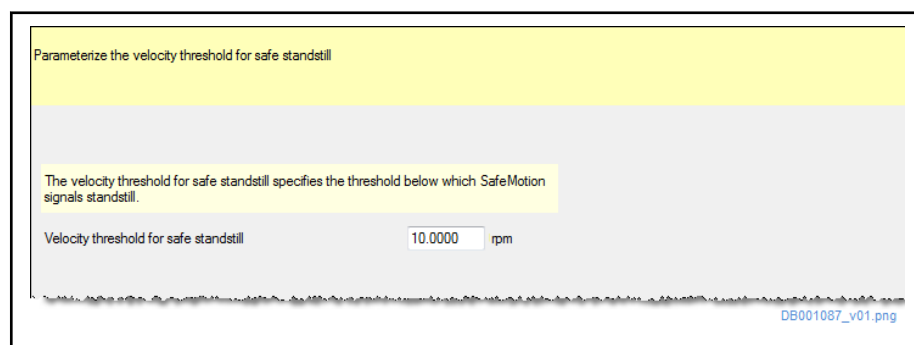 Parameterize the velocity threshold for safe standstill
The velocity threshold for safe standstill specifies the threshold below which SafeMotion
signals standstill.
Velocity threshold for safe standstill 10.0000 rpm
DB001087_v01.png